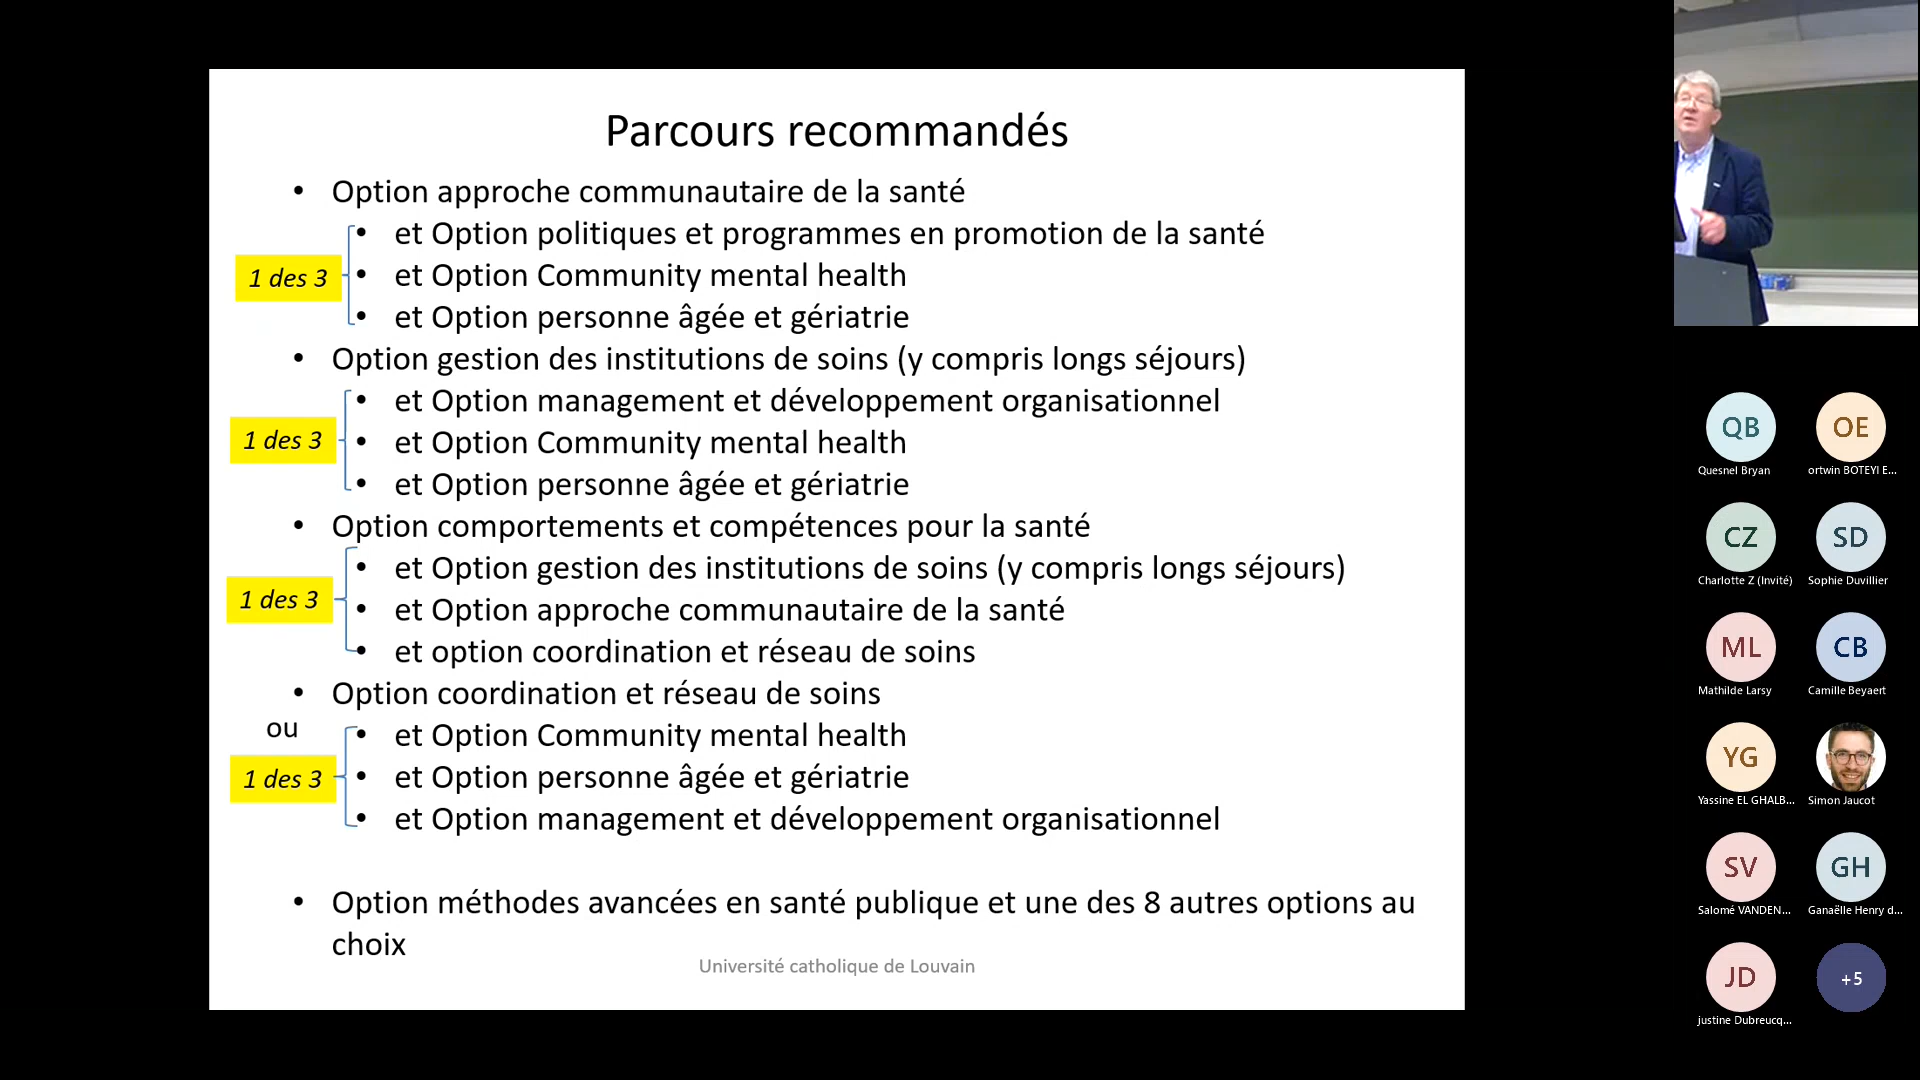 Parcours recommandés
• Option approche communautaire de la santé
• et Option politiques et programmes en promotion de la santé
1 des 3
• et Option Community mental health
• et Option personne âgée et gériatrie
• Option gestion des institutions de soins (y compris longs séjours)
• et Option management et développement organisationnel
1 des 3
• et Option Community mental health
• et Option personne âgée et gériatrie
• Option comportements et compétences pour la santé
• et Option gestion des institutions de soins (y compris longs séjours)
1 des 3
• et Option approche communautaire de la santé
• et option coordination et réseau de soins
• Option coordination et réseau de soins
ou
• et Option Community mental health
1 des 3
• et Option personne âgée et gériatrie
• et Option management et développement organisationnel
• Option méthodes avancées en santé publique et une des 8 autres options au
choix
Université catholique de Louvain
QB
OE
Quesnel Bryan
ortwin BOTEYI E...
CZ
SD
Charlotte Z (Invité)
Sophie Duvillier
ML
CB
Mathilde Larsy
Camille Beyaert
YG
Yassine EL GHALB...
Simon Jaucot
SV
GH
Salomé VANDEN...
Ganaëlle Henry d...
JD
+5
justine Dubreucq...